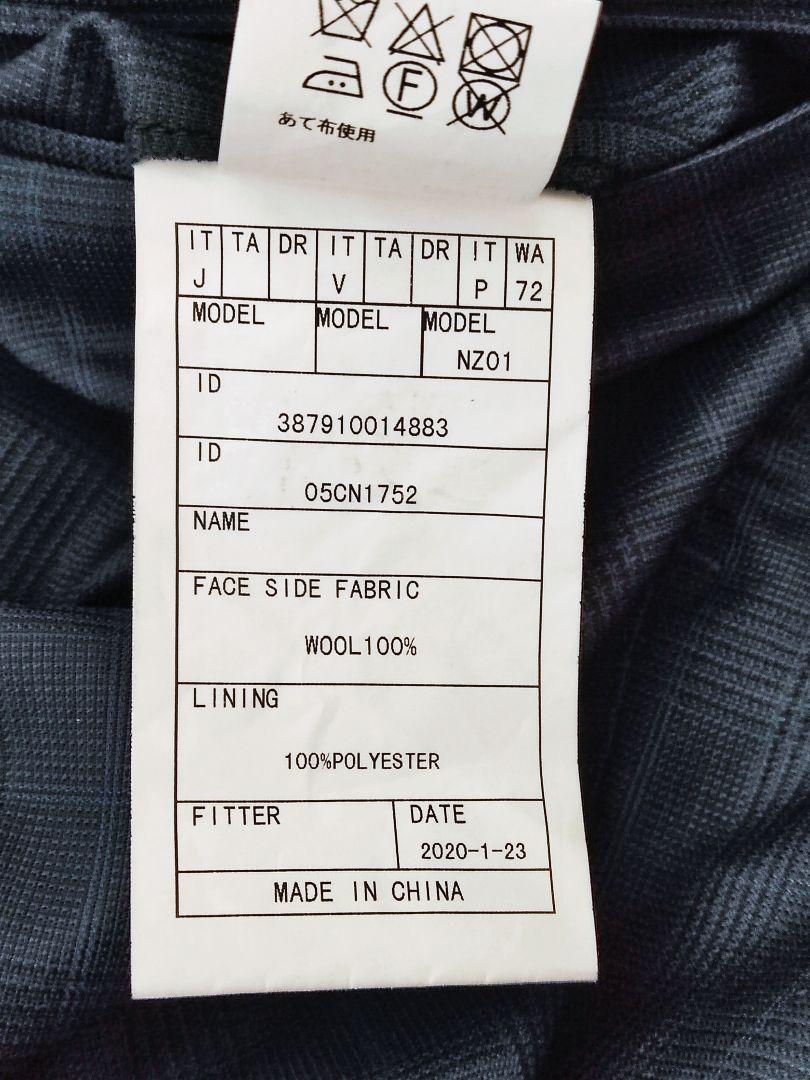 F
W
あて布使用
IT TA DR IT TA DR IT WA
J V P 72
MODEL MODEL MODEL
NZ01
ID
387910014883
ID
05CN1752
NAME
FACE SIDE FABRIC
WOOL100%
LINING
100%POLYESTER
FITTER DATE
2020-1-23
MADE IN CHINA